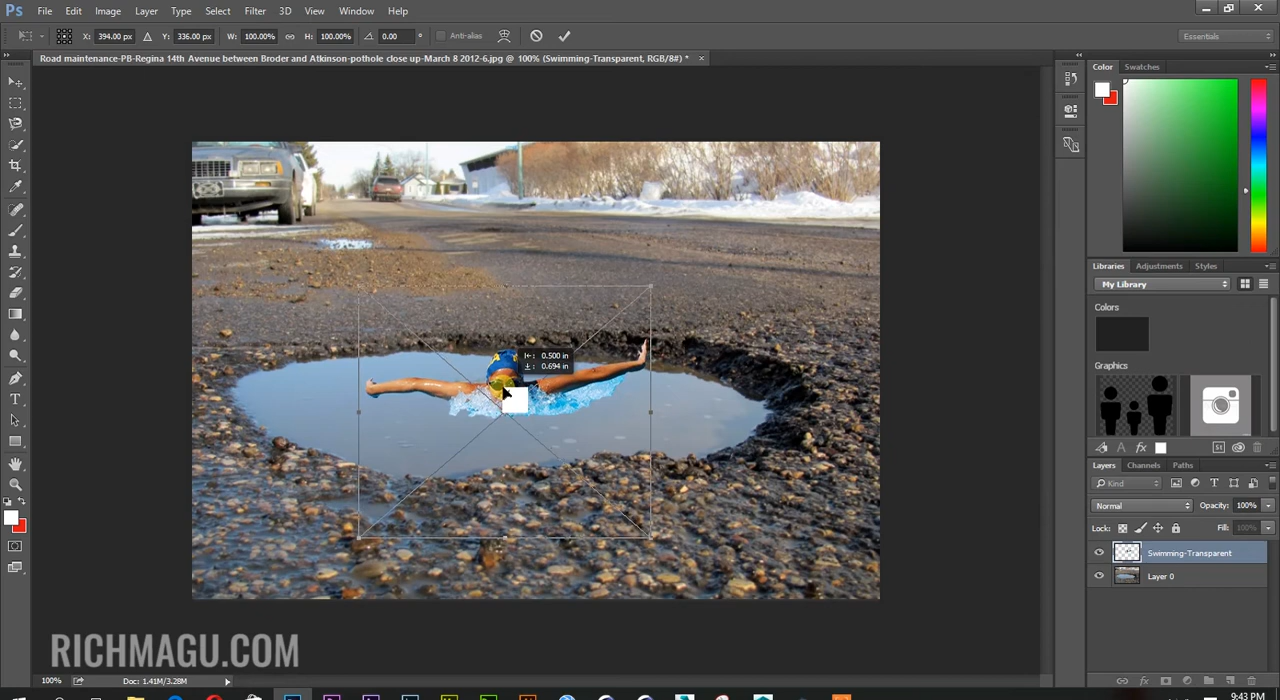 Ps File Edit Image Layer Type Select Filter 3D View Window Help
X: 394.00 px Y: 336.00 px W: 100.00% H: 100.00% 0.00 ° Anti-alias Essentials
Road maintenance-PB-Regina 14th Avenue between Broder and Atkinson-pothole close up-March 8 2012-6.jpg @ 100% (Swimming-Transparent, RGB/8#) *
Color Swatches
Libraries Adjustments Styles
My Library
Colors
0.500 in
0.694 in
Graphics
Layers Channels Paths
Kind
Normal Opacity: 100%
Lock: Fill: 100%
Swimming-Transparent
Layer 0
RICHMAGU.COM
100% Doc: 1.41M/3.28M
9:43 PM